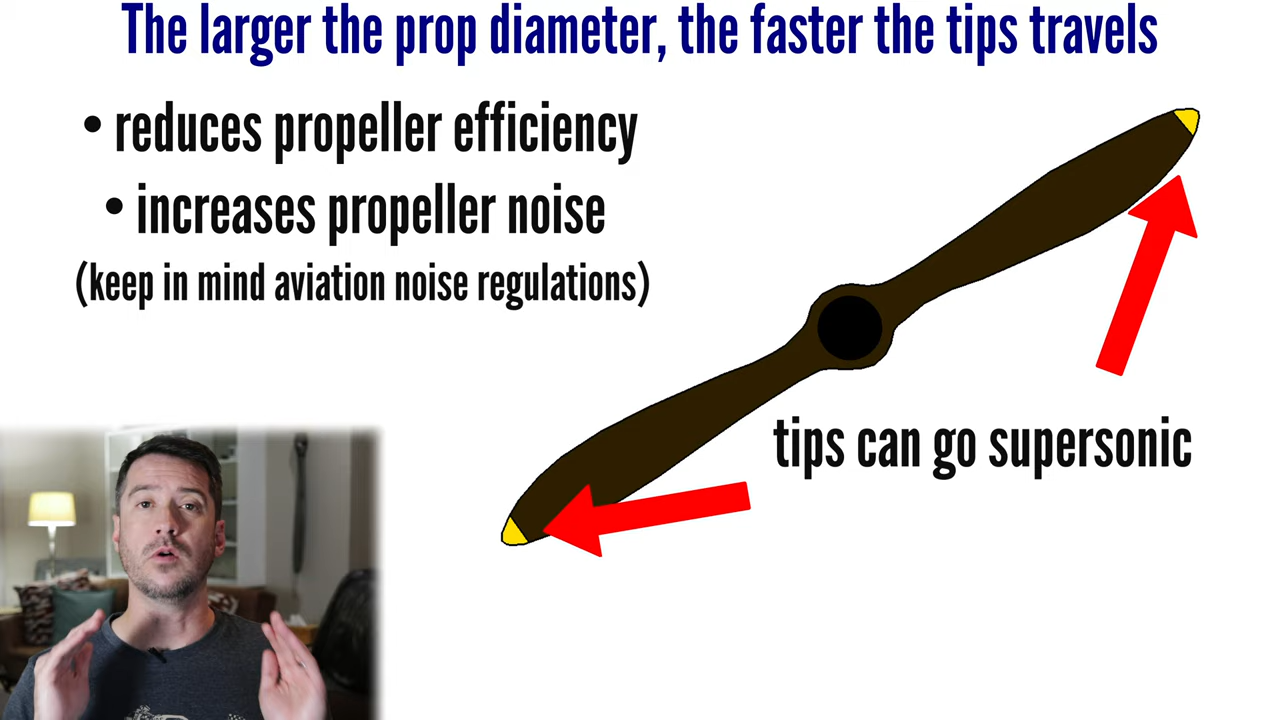 The larger the prop diameter, the faster the tips travels
• reduces propeller efficiency
• increases propeller noise
(keep in mind aviation noise regulations)
tips can go supersonic